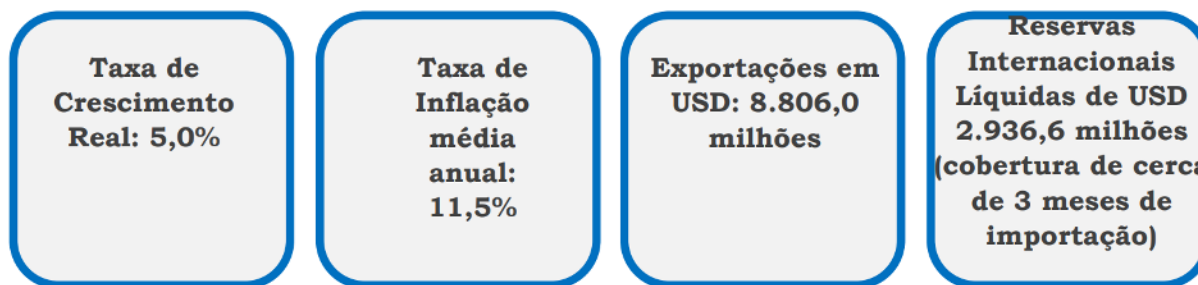 Taxa de
Crescimento
Real: 5,0%
Taxa de
Inflação
média
anual:
11,5%
Exportações em
USD: 8.806,0
milhões
Reservas
Internacionais
Líquidas de USD
2.936,6 milhões
(cobertura de cerca
de 3 meses de
importação)